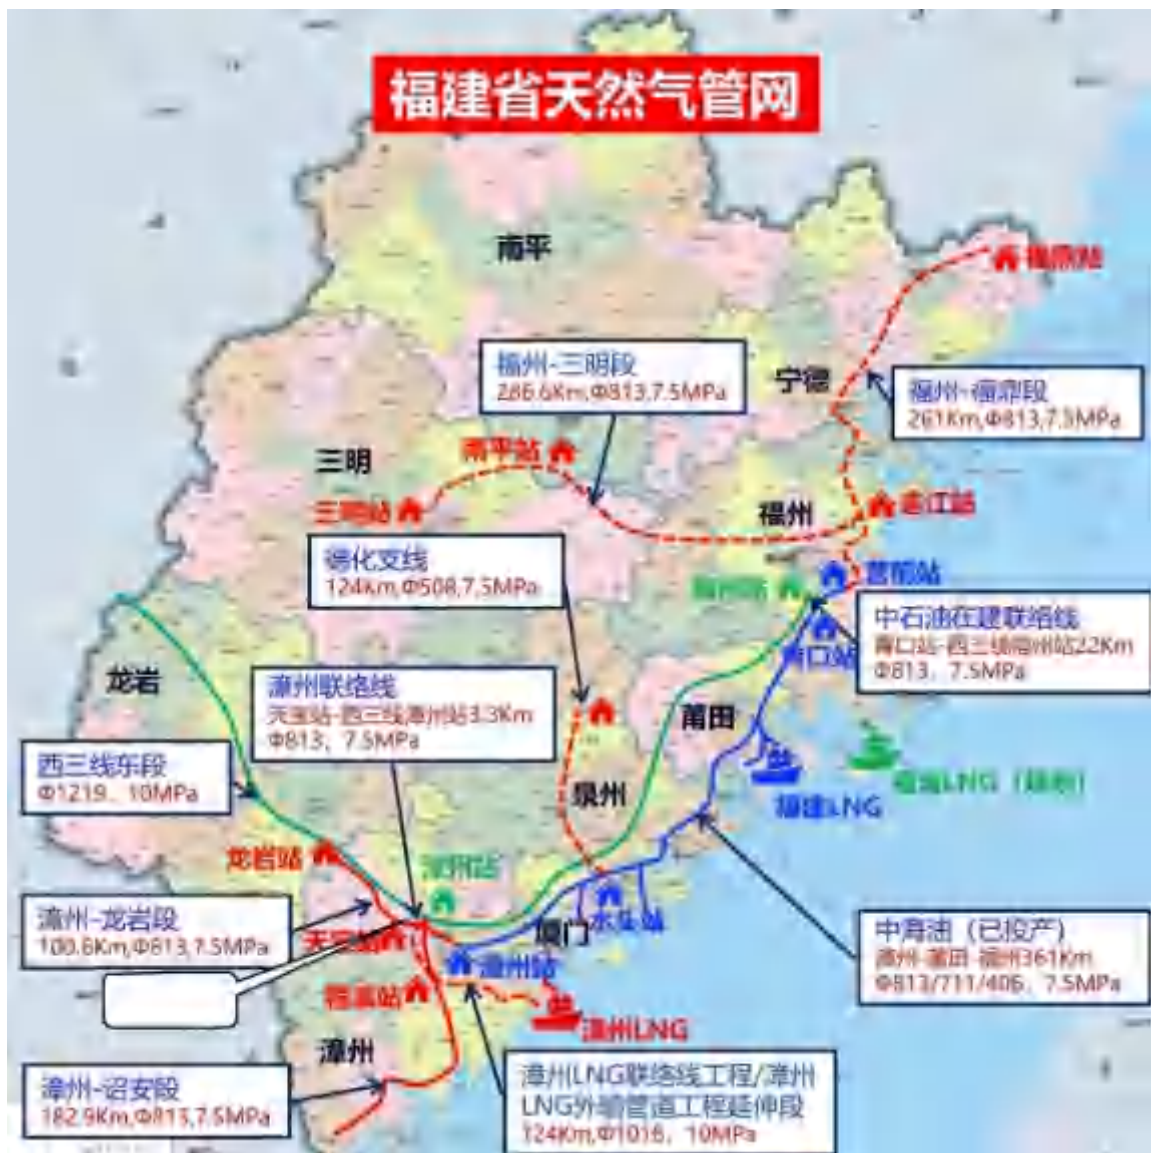 福建省天然气管网
南平
福州-三明段
286.6Km,Φ813,7.5MPa
宁德
福州-福鼎段
261Km,Φ813,7.5MPa
三明
南平站
三明站
福州
连江站
德化支线
124Km,Φ508,7.5MPa
福州站
营前站
青口站
中石油在建联络线
青口站-西三线福州站22Km
Φ813、7.5MPa
龙岩
漳州联络线
天宝站-西三线漳州站3.3Km
Φ813、7.5MPa
莆田
西三线东段
Φ1219、10MPa
泉州
福建LNG
龙岩站
漳州站
漳州-龙岩段
100.8Km,Φ813,7.5MPa
天宝站
厦门
水头站
中海油（已投产）
漳州-莆田-福州361Km
Φ813/711/406、7.5MPa
漳州站
程溪站
漳州LNG
漳州
漳州-诏安段
182.9Km,Φ813,7.5MPa
漳州LNG联络线工程/漳州
LNG外输管道工程延伸段
124Km,Φ1016、10MPa